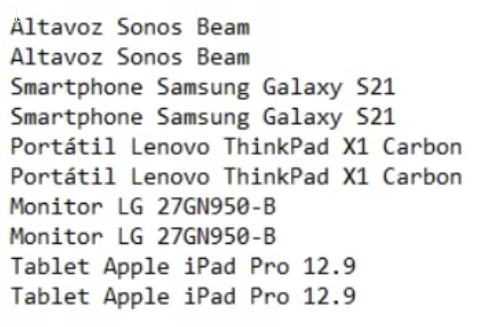 Altavoz Sonos Beam
Altavoz Sonos Beam
Smartphone Samsung Galaxy S21
Smartphone Samsung Galaxy S21
Portátil Lenovo ThinkPad X1 Carbon
Portátil Lenovo ThinkPad X1 Carbon
Monitor LG 27GN950-B
Monitor LG 27GN950-B
Tablet Apple iPad Pro 12.9
Tablet Apple iPad Pro 12.9